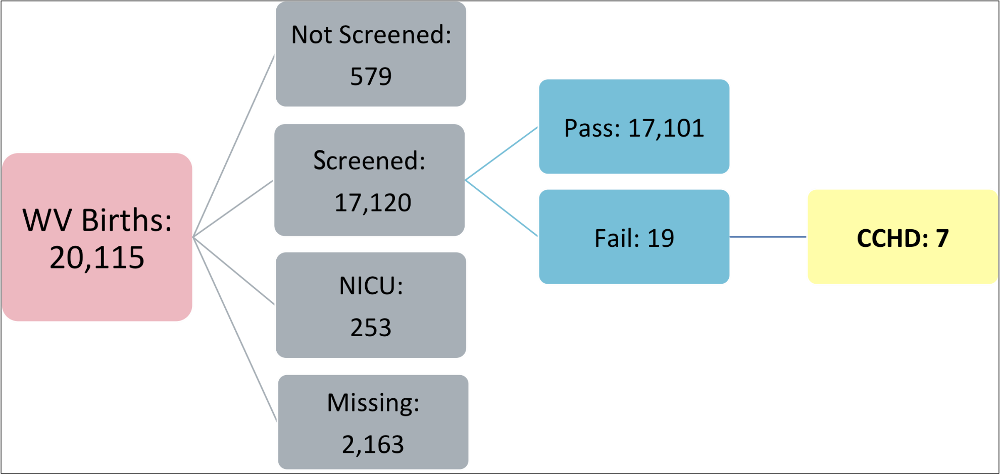 WV Births:
20,115
Not Screened:
579
Screened:
17,120
NICU:
253
Missing:
2,163
Pass: 17,101
Fail: 19
CCHD: 7